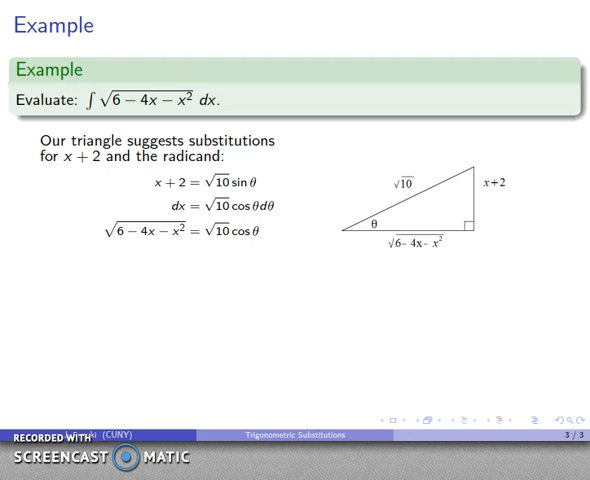 Example
Example
Evaluate: ∫ √6 − 4x − x² dx.
Our triangle suggests substitutions
for x + 2 and the radicand:
x + 2 = √10 sin θ
dx = √10 cos θdθ
√6 − 4x − x² = √10 cos θ
√10
x+2
θ
√6− 4x− x²
(CUNY)
Trigonometric Substitutions
3 / 3
RECORDED WITH
SCREENCAST MATIC